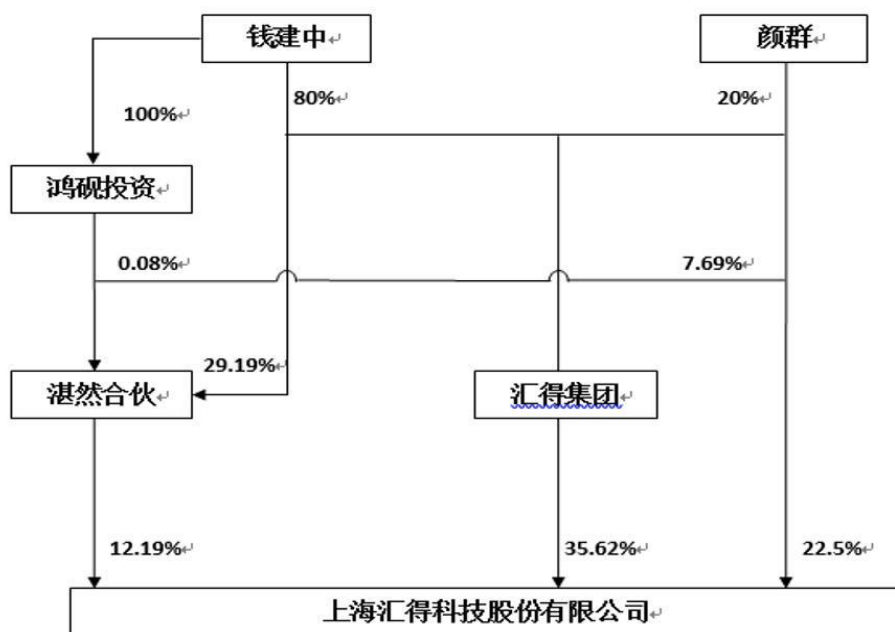 钱建中
颜群
80%
20%
100%
鸿砚投资
0.08%
7.69%
29.19%
湛然合伙
汇得集团
12.19%
35.62%
22.5%
上海汇得科技股份有限公司